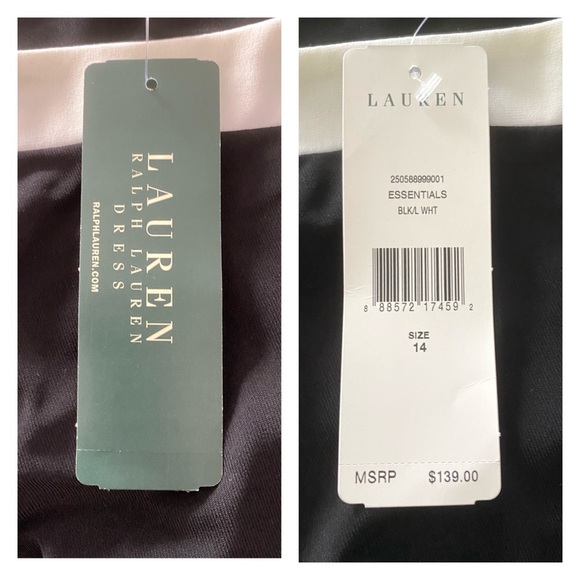 LAUREN
RALPH LAUREN
DRESS
RALPHLAUREN.COM
LAUREN
250588999001
ESSENTIALS
BLK/L WHT
8 88572 17459 2
SIZE
14
MSRP $139.00